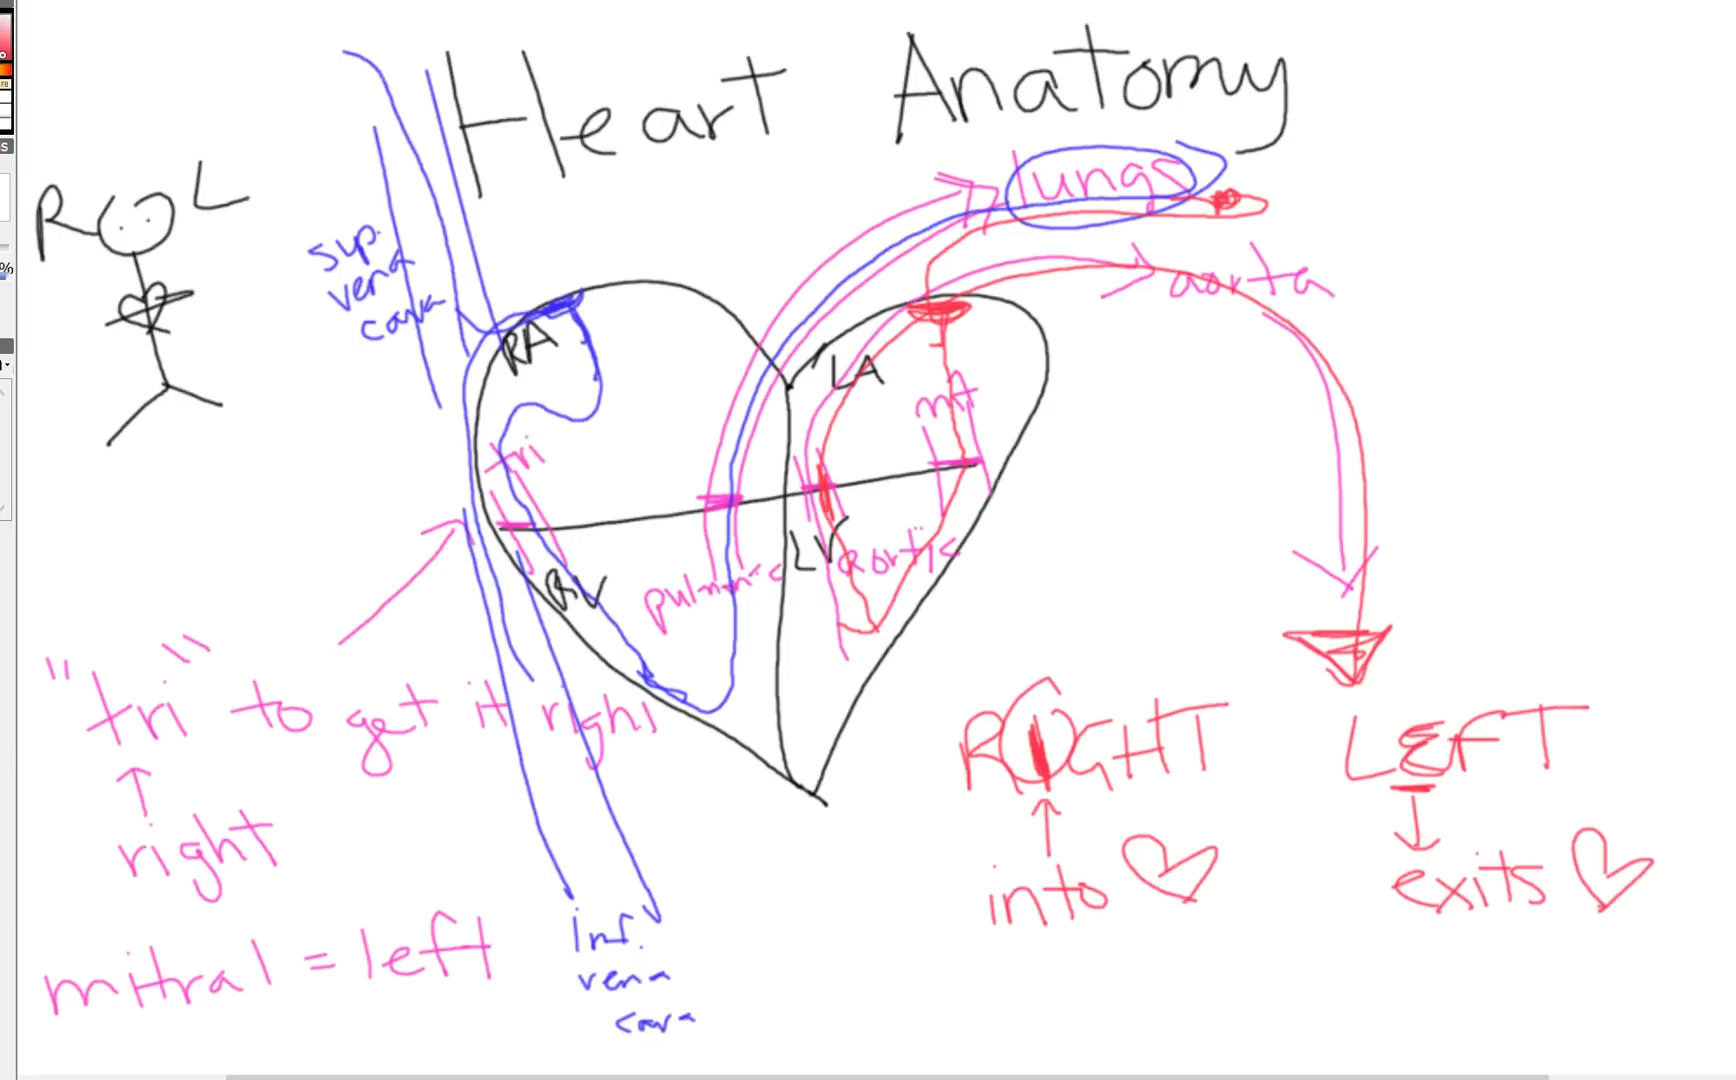 Heart Anatomy
R L
lungs
sup.
vena
cava
aorta
RA
LA
mt
tri
LV
aortic
RV
pulmnic
"tri" to get it right
right
mitral = left
RIGHT
into
LEFT
exits
inf.
vena
cava